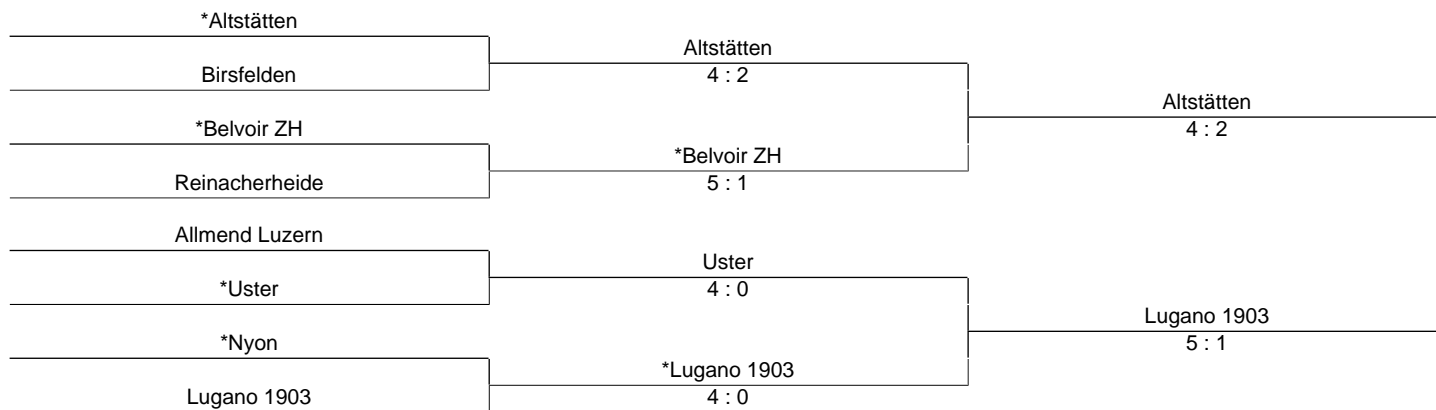 *Altstätten
Birsfelden
*Belvoir ZH
Reinacherheide
Allmend Luzern
*Uster
*Nyon
Lugano 1903
Altstätten
4 : 2
*Belvoir ZH
5 : 1
Uster
4 : 0
*Lugano 1903
4 : 0
Altstätten
4 : 2
Lugano 1903
5 : 1